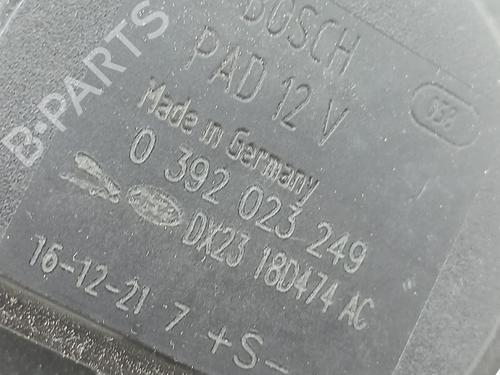 BOSCH
PAD 12 V
Made in Germany
0 392 023 249
DX23 18D474 AC
16-12-21 7 +S-
B-PARTS